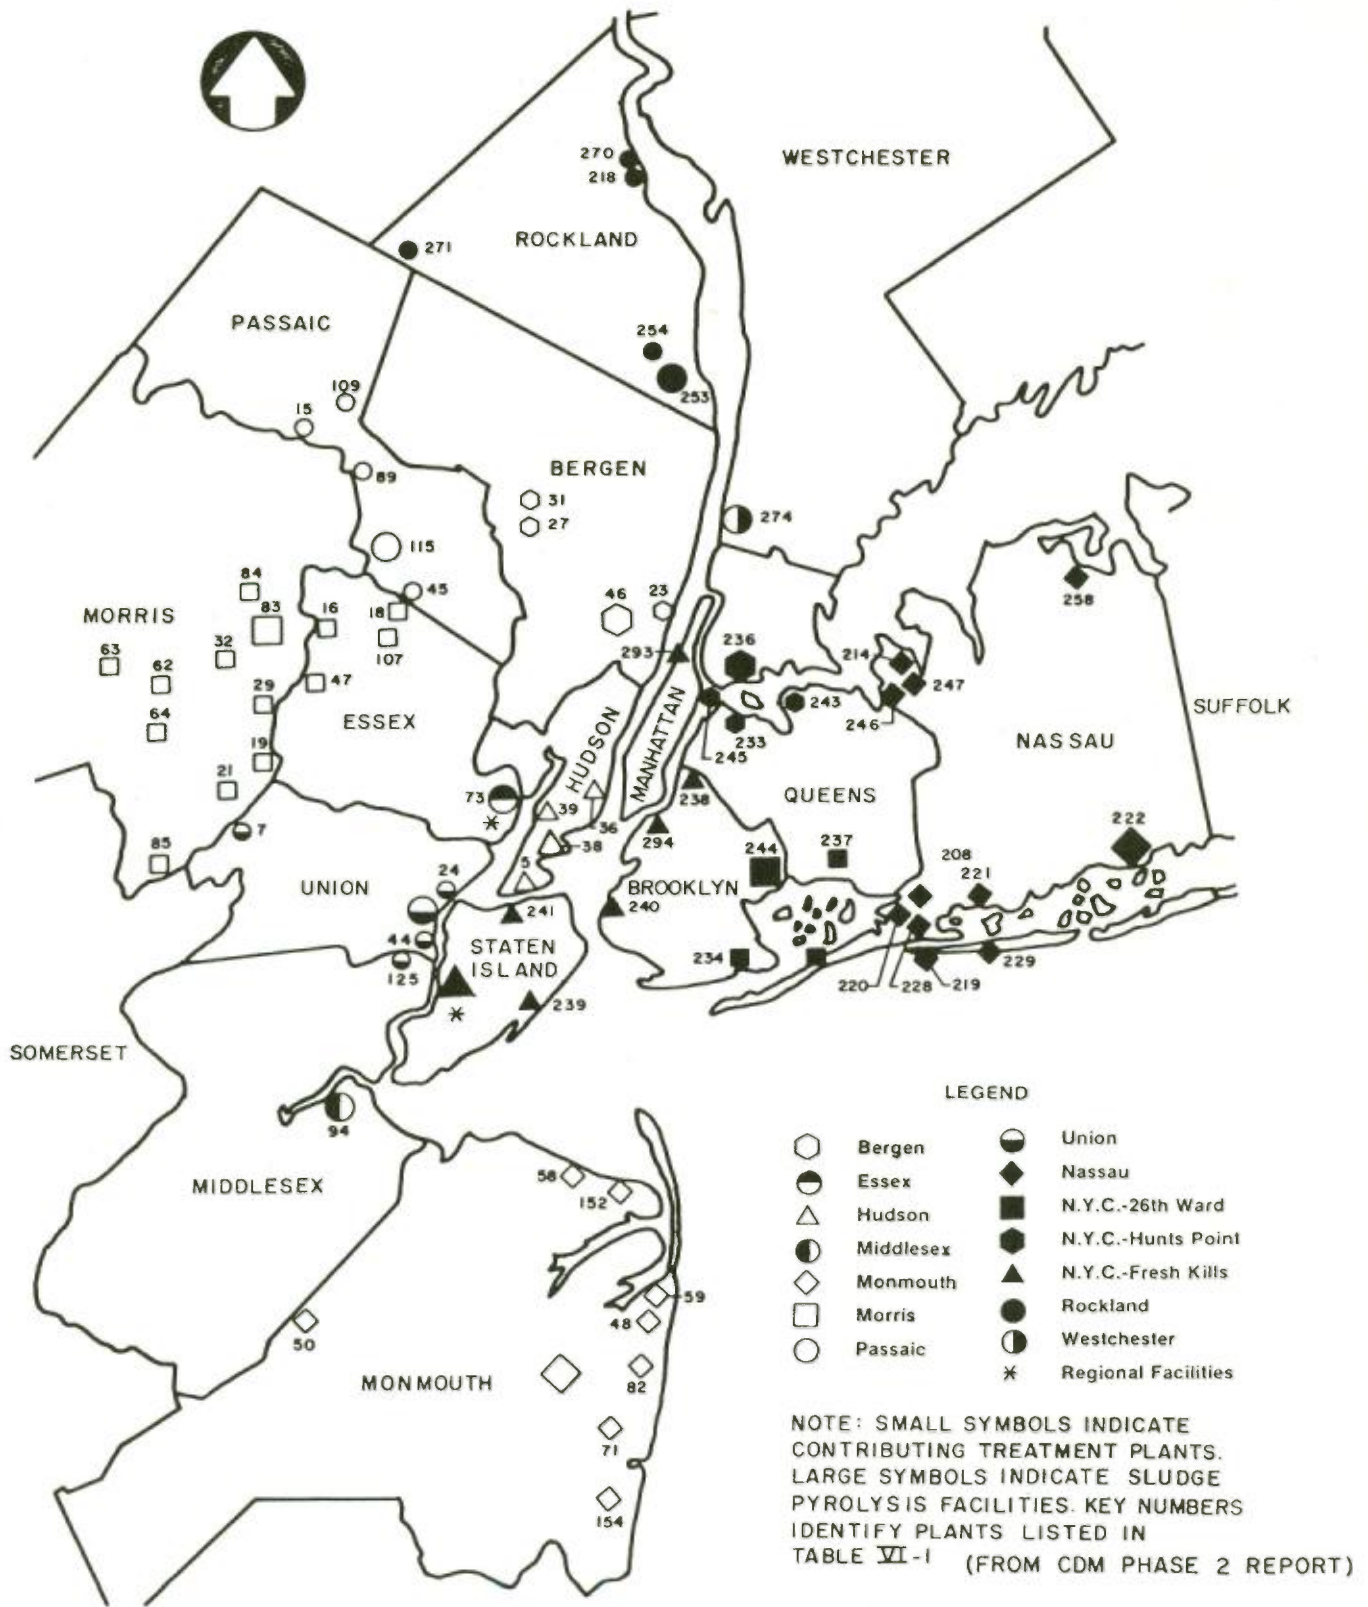 270
218
WESTCHESTER
ROCKLAND
271
PASSAIC
254
253
109
15
89
BERGEN
31
27
274
115
84
45
258
MORRIS
83
16
18
46
23
63
62
32
107
293
236
214
247
29
47
64
ESSEX
HUDSON
MANHATTAN
233
243
246
245
SUFFOLK
NASSAU
19
21
73
39
36
238
QUEENS
7
38
294
244
237
222
85
UNION
24
5
BROOKLYN
208
221
241
240
44
STATEN
ISLAND
125
234
220
228
219
229
239
SOMERSET
94
MIDDLESEX
58
152
59
48
50
MONMOUTH
82
71
154
LEGEND
Bergen
Essex
Hudson
Middlesex
Monmouth
Morris
Passaic
Union
Nassau
N.Y.C.-26th Ward
N.Y.C.-Hunts Point
N.Y.C.-Fresh Kills
Rockland
Westchester
Regional Facilities
NOTE: SMALL SYMBOLS INDICATE
CONTRIBUTING TREATMENT PLANTS.
LARGE SYMBOLS INDICATE SLUDGE
PYROLYSIS FACILITIES. KEY NUMBERS
IDENTIFY PLANTS LISTED IN
TABLE VI-1 (FROM CDM PHASE 2 REPORT)